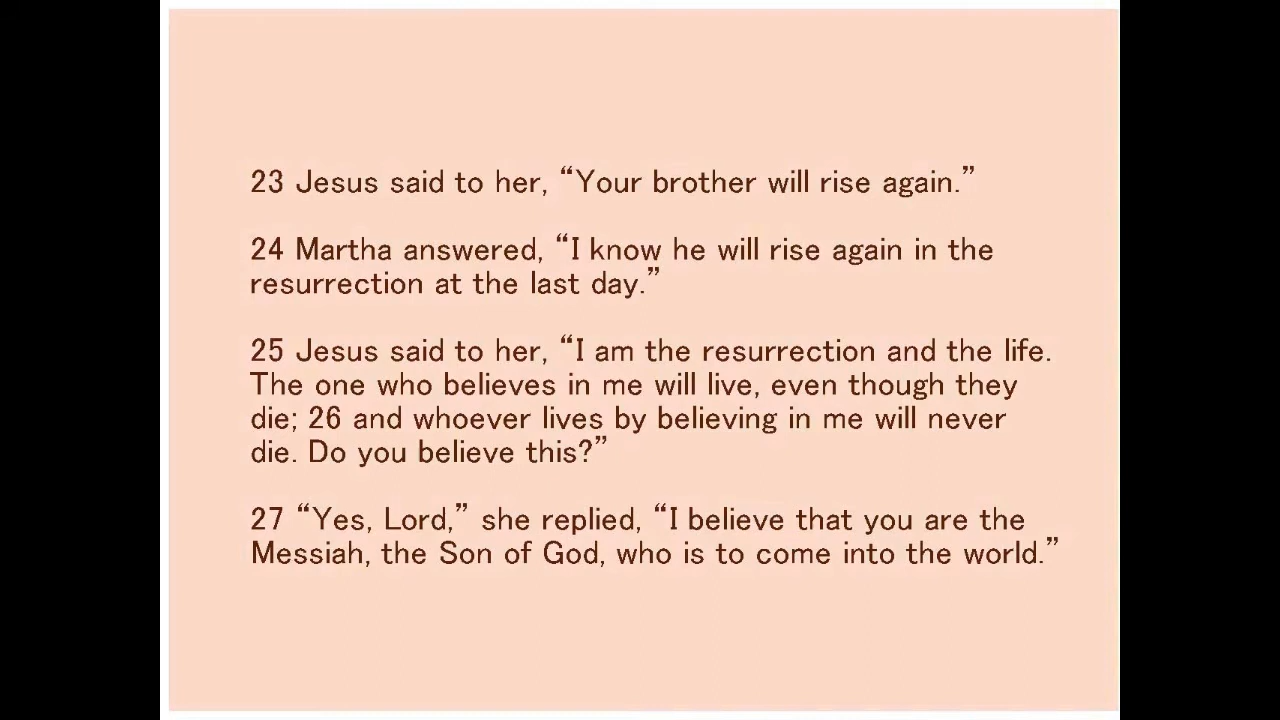 23 Jesus said to her, “Your brother will rise again.”
24 Martha answered, “I know he will rise again in the
resurrection at the last day.”
25 Jesus said to her, “I am the resurrection and the life.
The one who believes in me will live, even though they
die; 26 and whoever lives by believing in me will never
die. Do you believe this?”
27 “Yes, Lord,” she replied, “I believe that you are the
Messiah, the Son of God, who is to come into the world.”